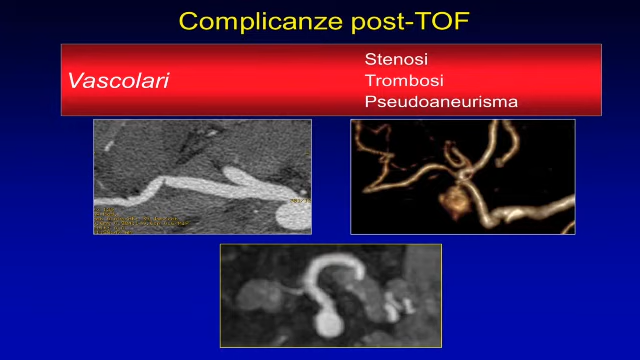 Complicanze post-TOF
Vascolari
Stenosi
Trombosi
Pseudoaneurisma